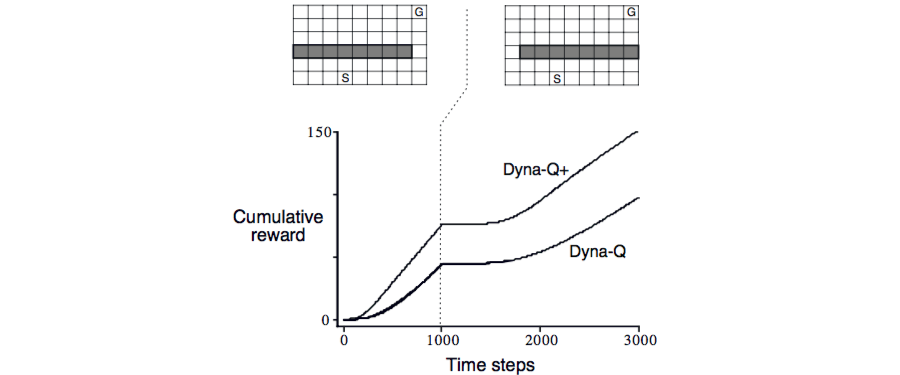 G
S
G
S
150
Dyna-Q+
Cumulative
reward
Dyna-Q
0
0 1000 2000 3000
Time steps